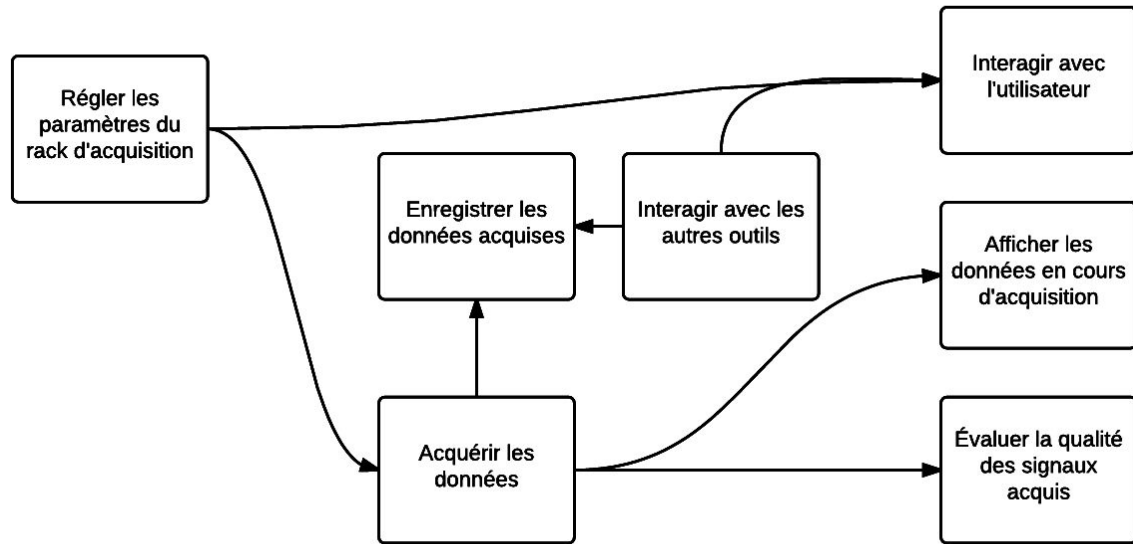 Régler les
paramètres du
rack d'acquisition
Interagir avec
l'utilisateur
Enregistrer les
données acquises
Interagir avec les
autres outils
Afficher les
données en cours
d'acquisition
Acquérir les
données
Évaluer la qualité
des signaux
acquis